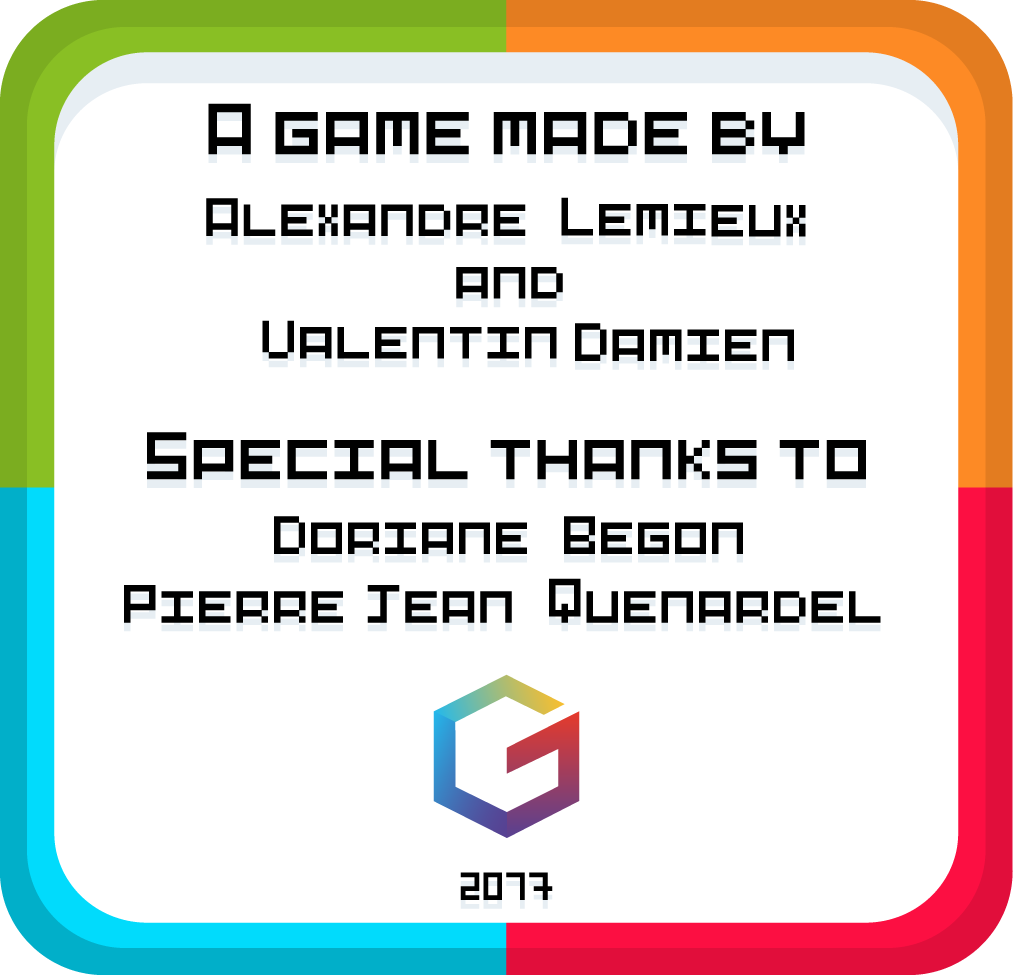 A game made by
Alexandre Lemieux
and
Valentin Damien
Special thanks to
Doriane Begon
Pierre Jean Quenardel
2017